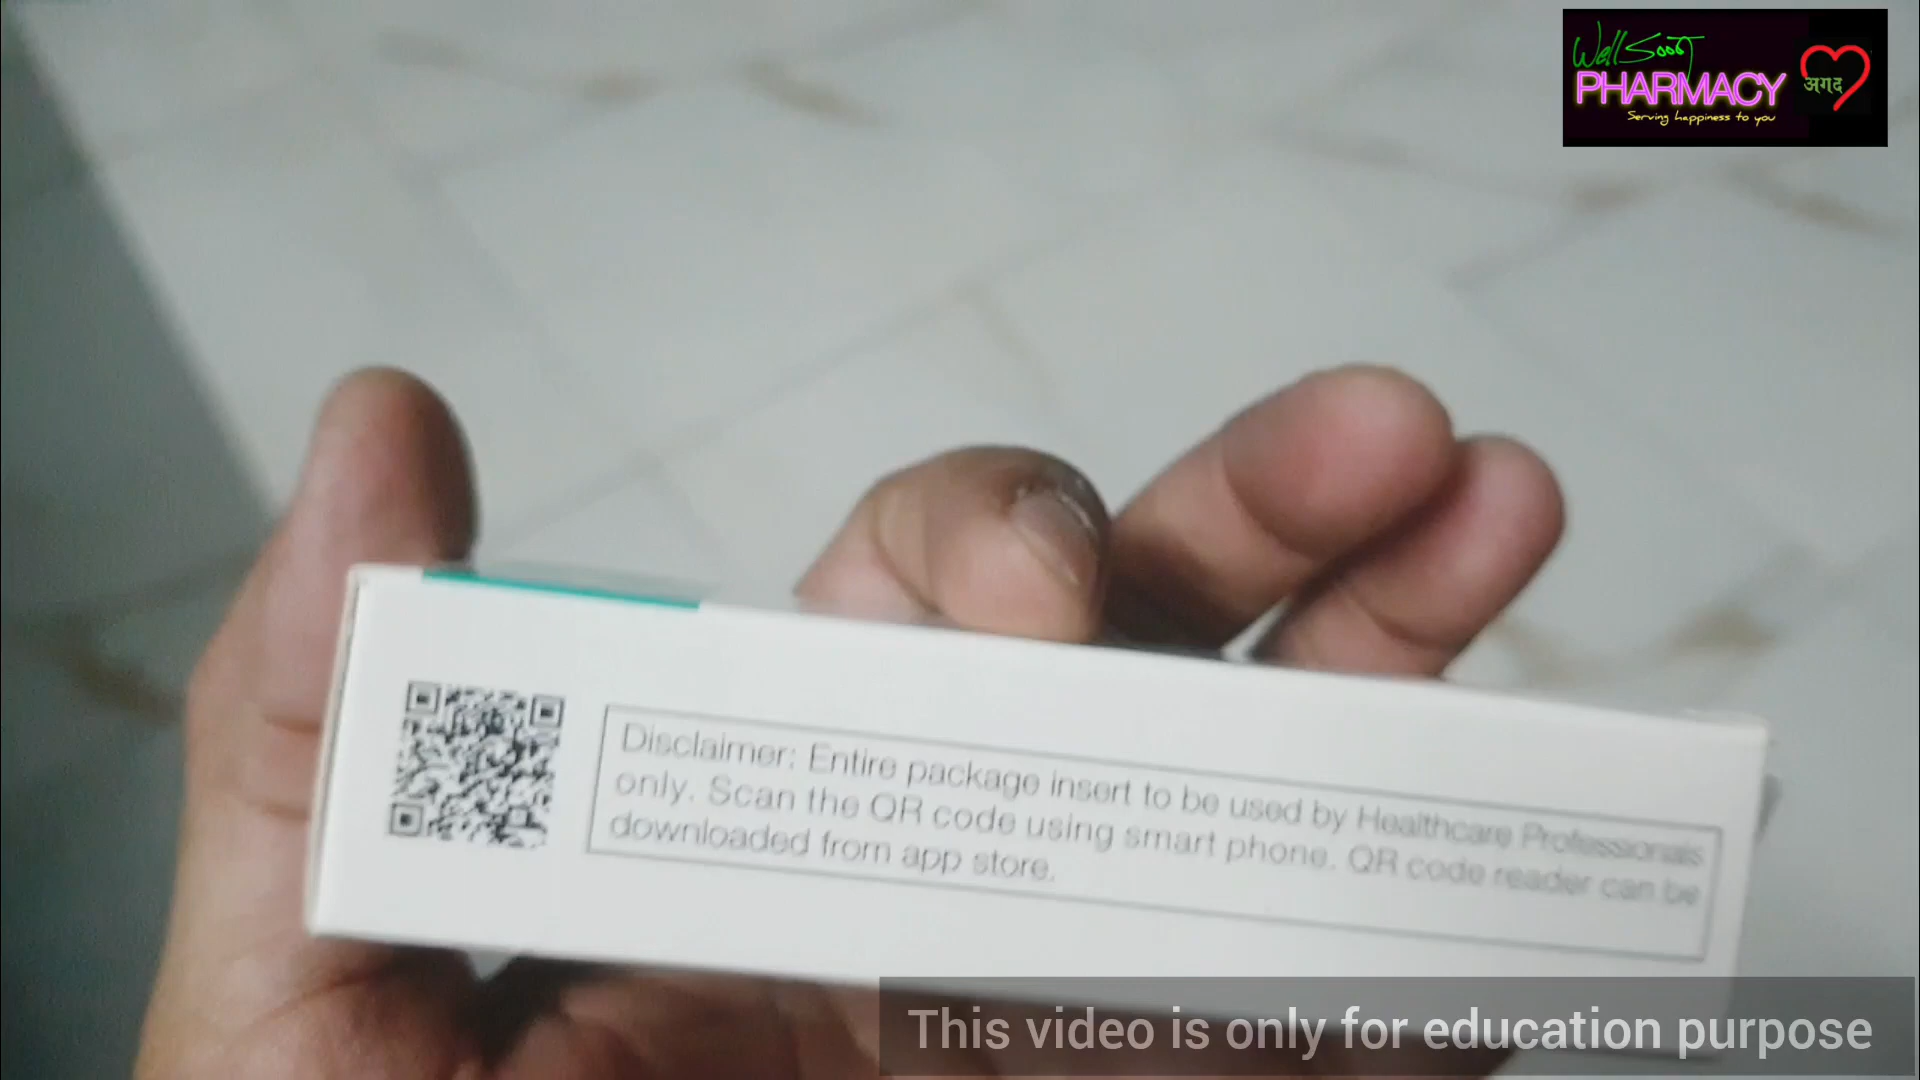 Well Soon
PHARMACY
अगद
Serving happiness to you
Disclaimer: Entire package insert to be used by Healthcare Professionals
only. Scan the QR code using smart phone. QR code reader can be
downloaded from app store.
This video is only for education purpose